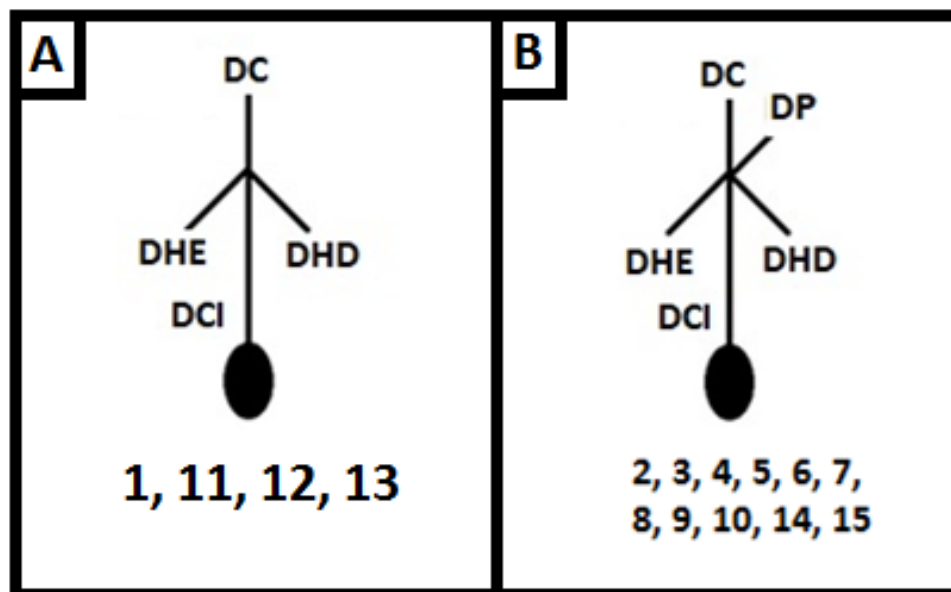 A
DC
DHE
DHD
DCI
1, 11, 12, 13
B
DC
DP
DHE
DHD
DCI
2, 3, 4, 5, 6, 7,
8, 9, 10, 14, 15